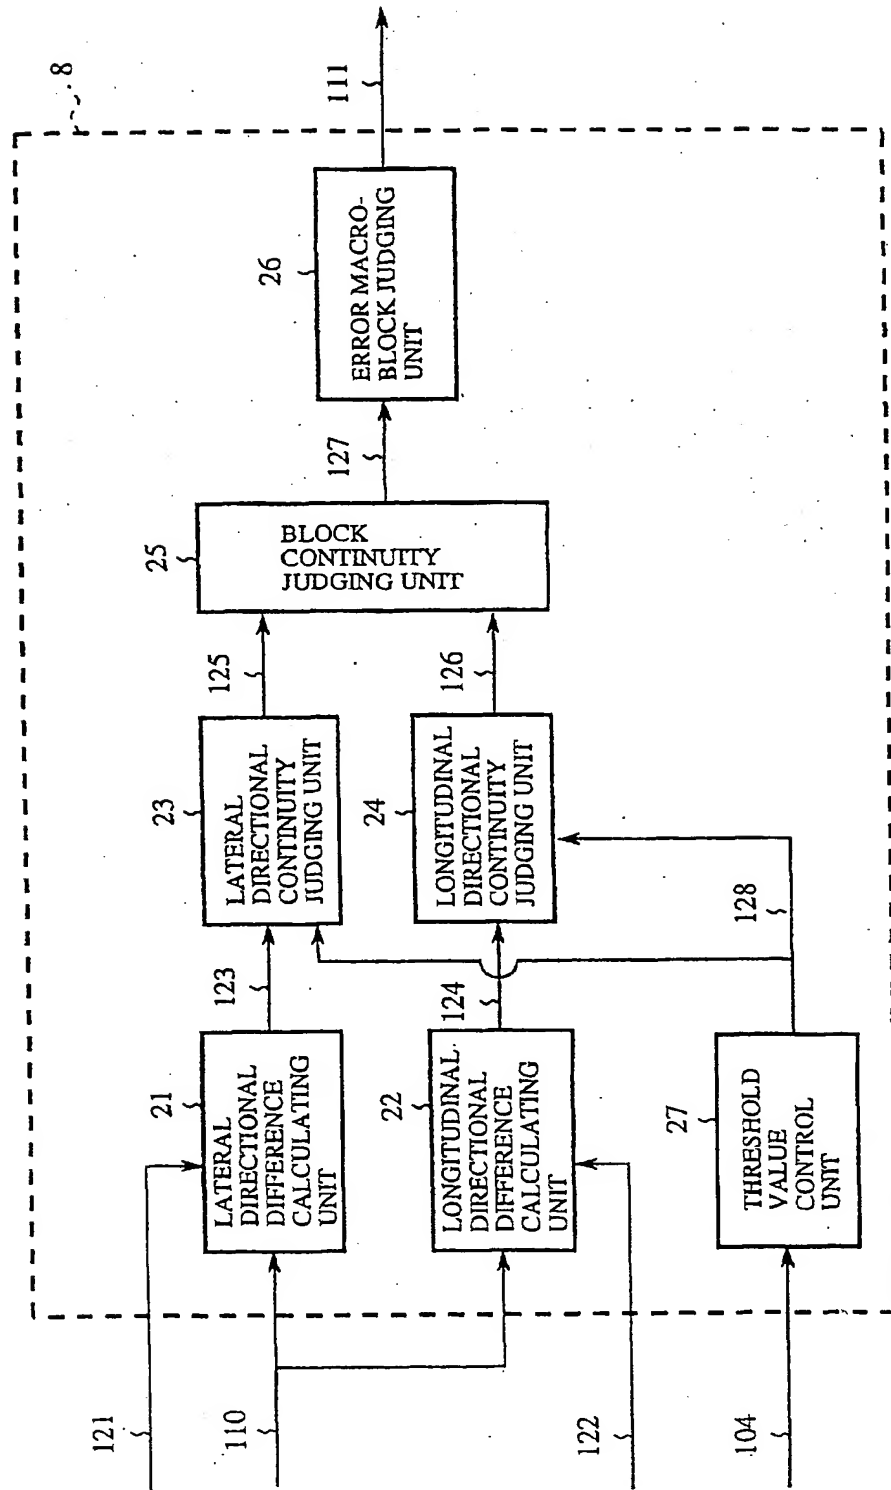 8
121
110
122
104
21
LATERAL
DIRECTIONAL
DIFFERENCE
CALCULATING
UNIT
22
LONGITUDINAL
DIRECTIONAL
DIFFERENCE
CALCULATING
UNIT
27
THRESHOLD
VALUE
CONTROL
UNIT
123
124
128
23
LATERAL
DIRECTIONAL
CONTINUITY
JUDGING UNIT
24
LONGITUDINAL
DIRECTIONAL
CONTINUITY
JUDGING UNIT
125
126
25
BLOCK
CONTINUITY
JUDGING UNIT
127
26
ERROR MACRO-
BLOCK JUDGING
UNIT
111